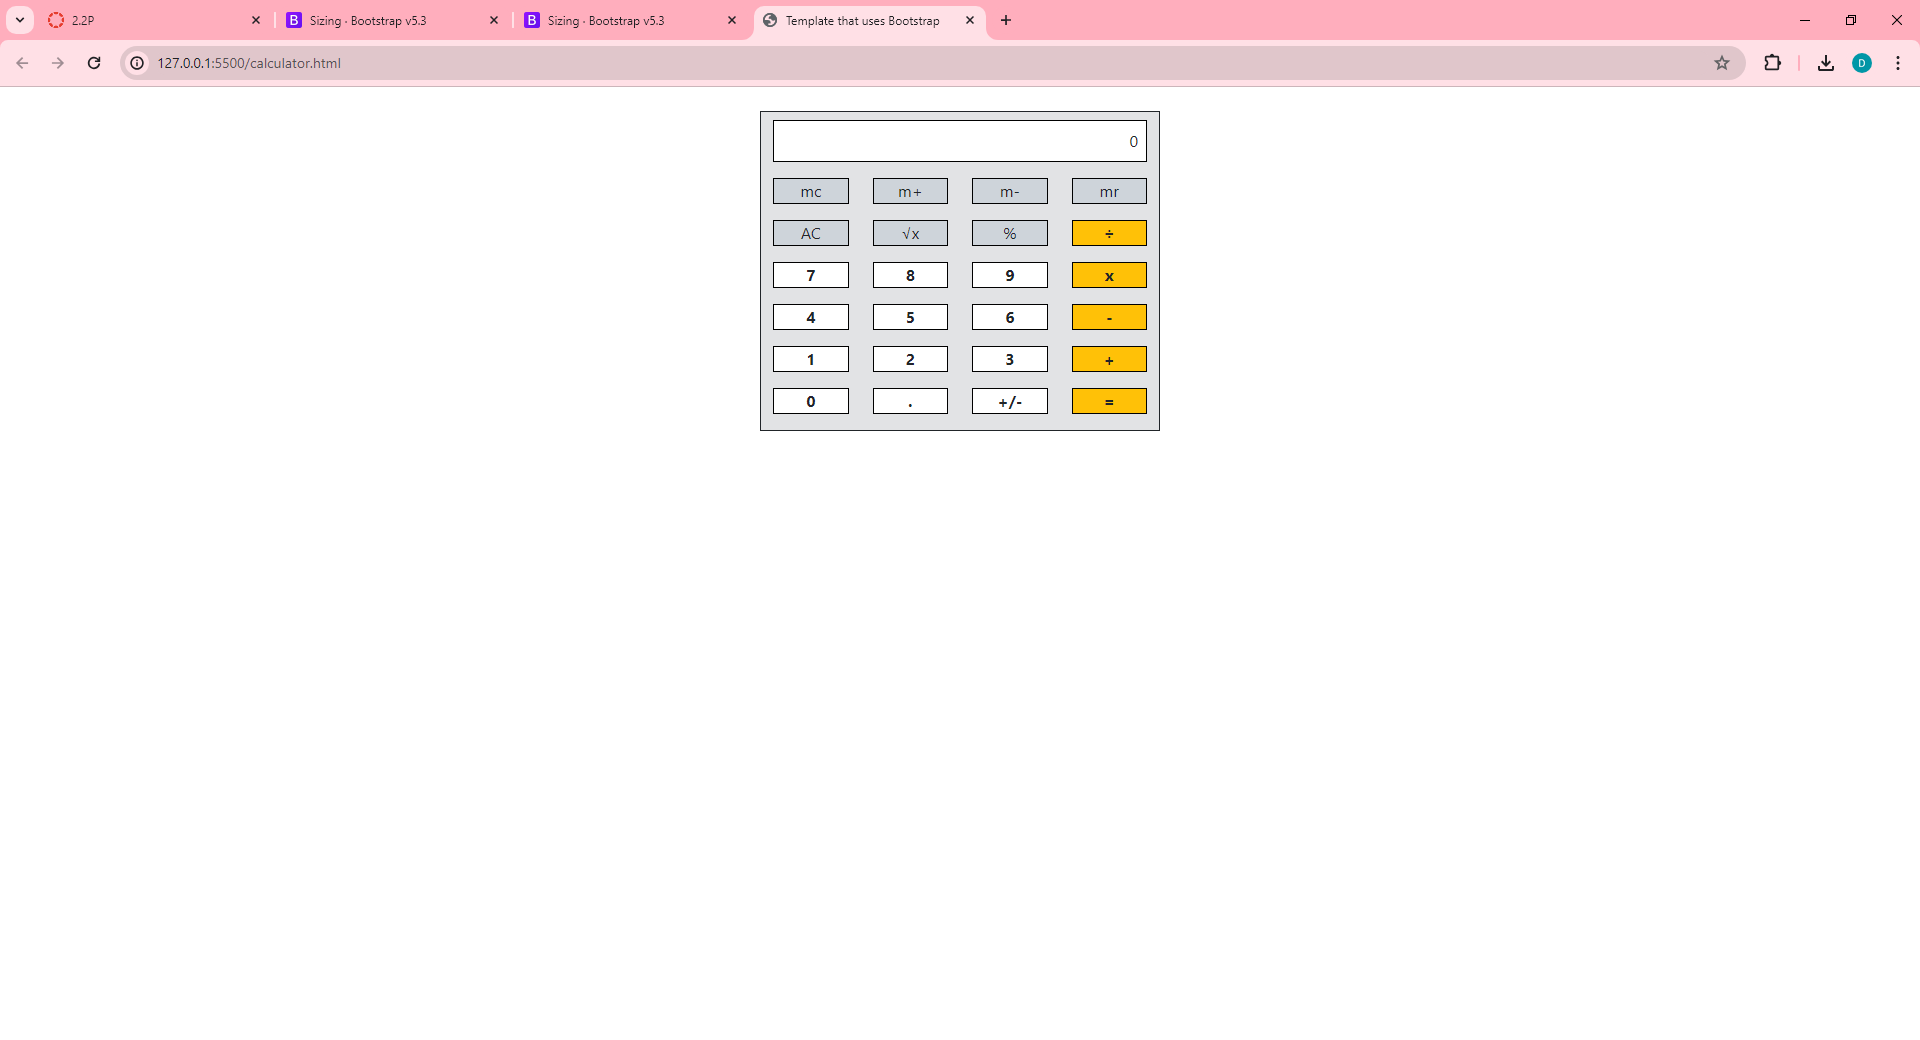 2.2P
Sizing · Bootstrap v5.3
Sizing · Bootstrap v5.3
Template that uses Bootstrap
127.0.0.1:5500/calculator.html
D
0
mc m+ m- mr
AC √x % ÷
7 8 9 x
4 5 6 -
1 2 3 +
0 . +/- =